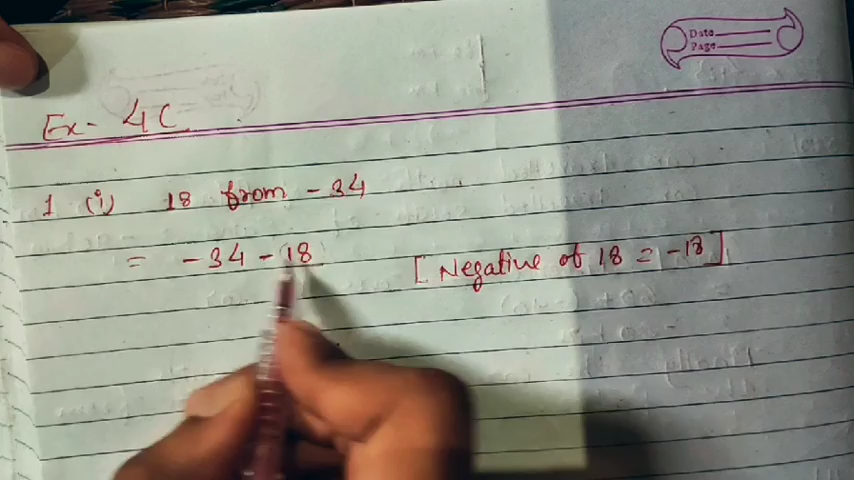 Date
Page
Ex- 4C
1 (i) 18 from - 34
= - 34 - 18 [Negative of 18 = -18]